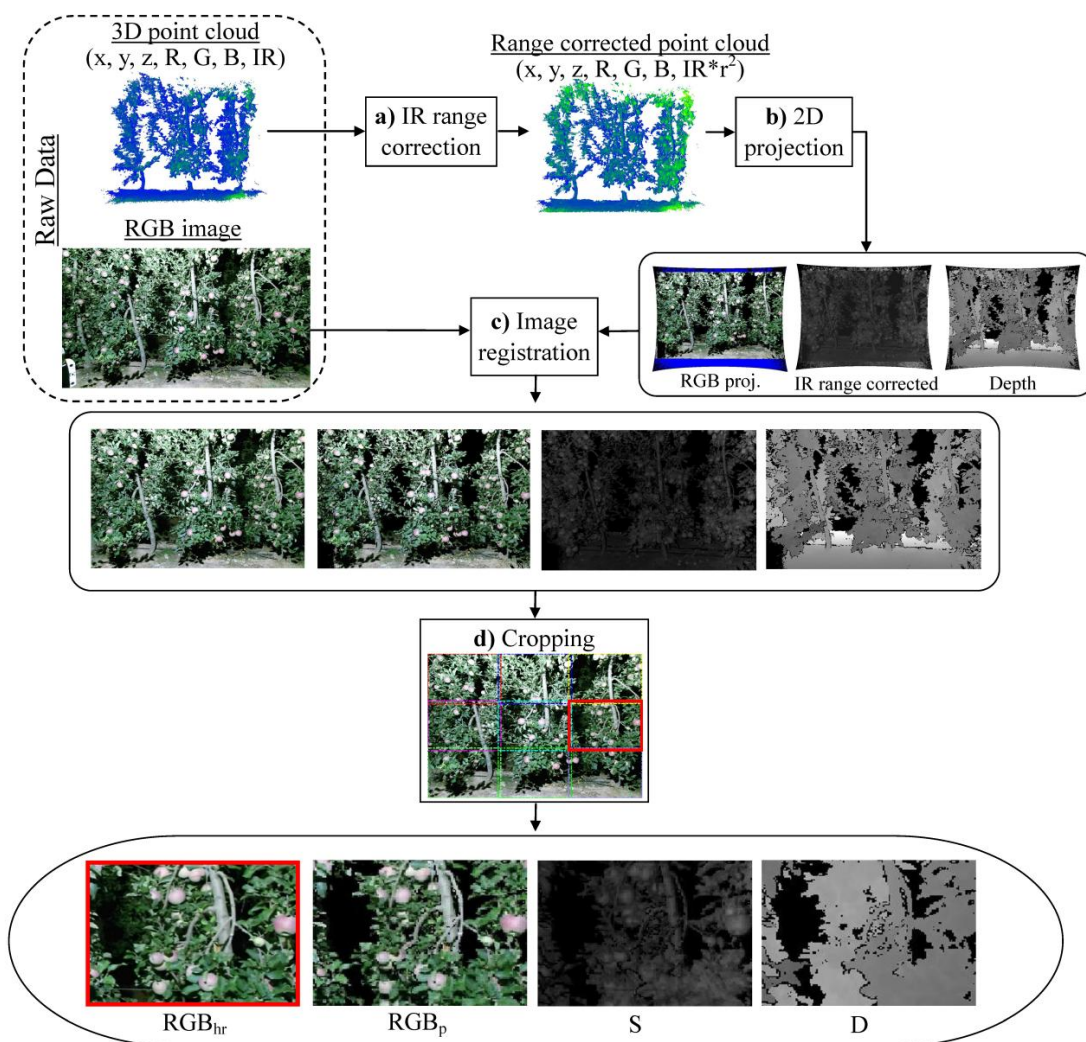 3D point cloud
(x, y, z, R, G, B, IR)
Raw Data
RGB image
a) IR range
correction
Range corrected point cloud
(x, y, z, R, G, B, IR*r²)
b) 2D
projection
RGB proj.
IR range corrected
Depth
c) Image
registration
d) Cropping
RGBhr
RGBp
S
D